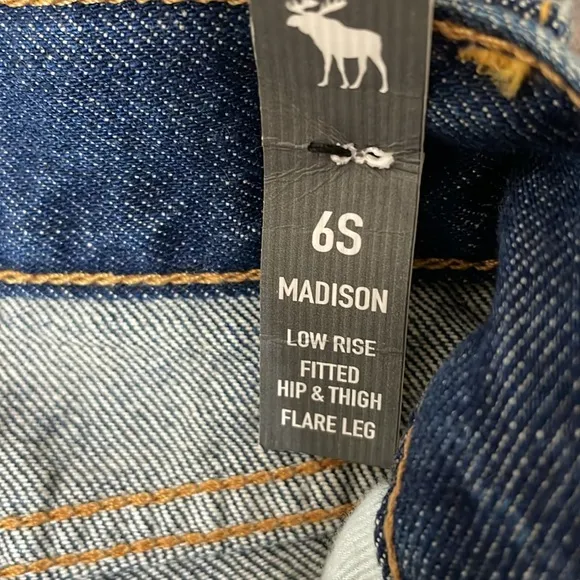 6S
MADISON
LOW RISE
FITTED
HIP & THIGH
FLARE LEG